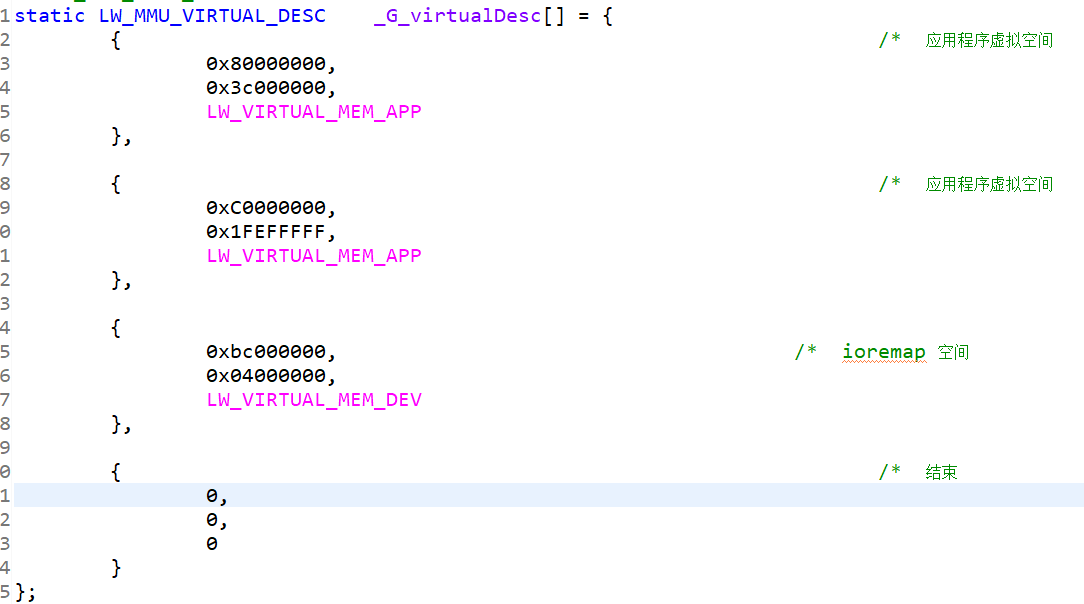 1 static LW_MMU_VIRTUAL_DESC    _G_virtualDesc[] = {
2         {                                                                /*  应用程序虚拟空间
3                 0x80000000,
4                 0x3c000000,
5                 LW_VIRTUAL_MEM_APP
6         },
7
8         {                                                                /*  应用程序虚拟空间
9                 0xC0000000,
0                 0x1FEFFFFF,
1                 LW_VIRTUAL_MEM_APP
2         },
3
4         {
5                 0xbc000000,                                      /*  ioremap 空间
6                 0x04000000,
7                 LW_VIRTUAL_MEM_DEV
8         },
9
0         {                                                                /*  结束
1                 0,
2                 0,
3                 0
4         }
5 };